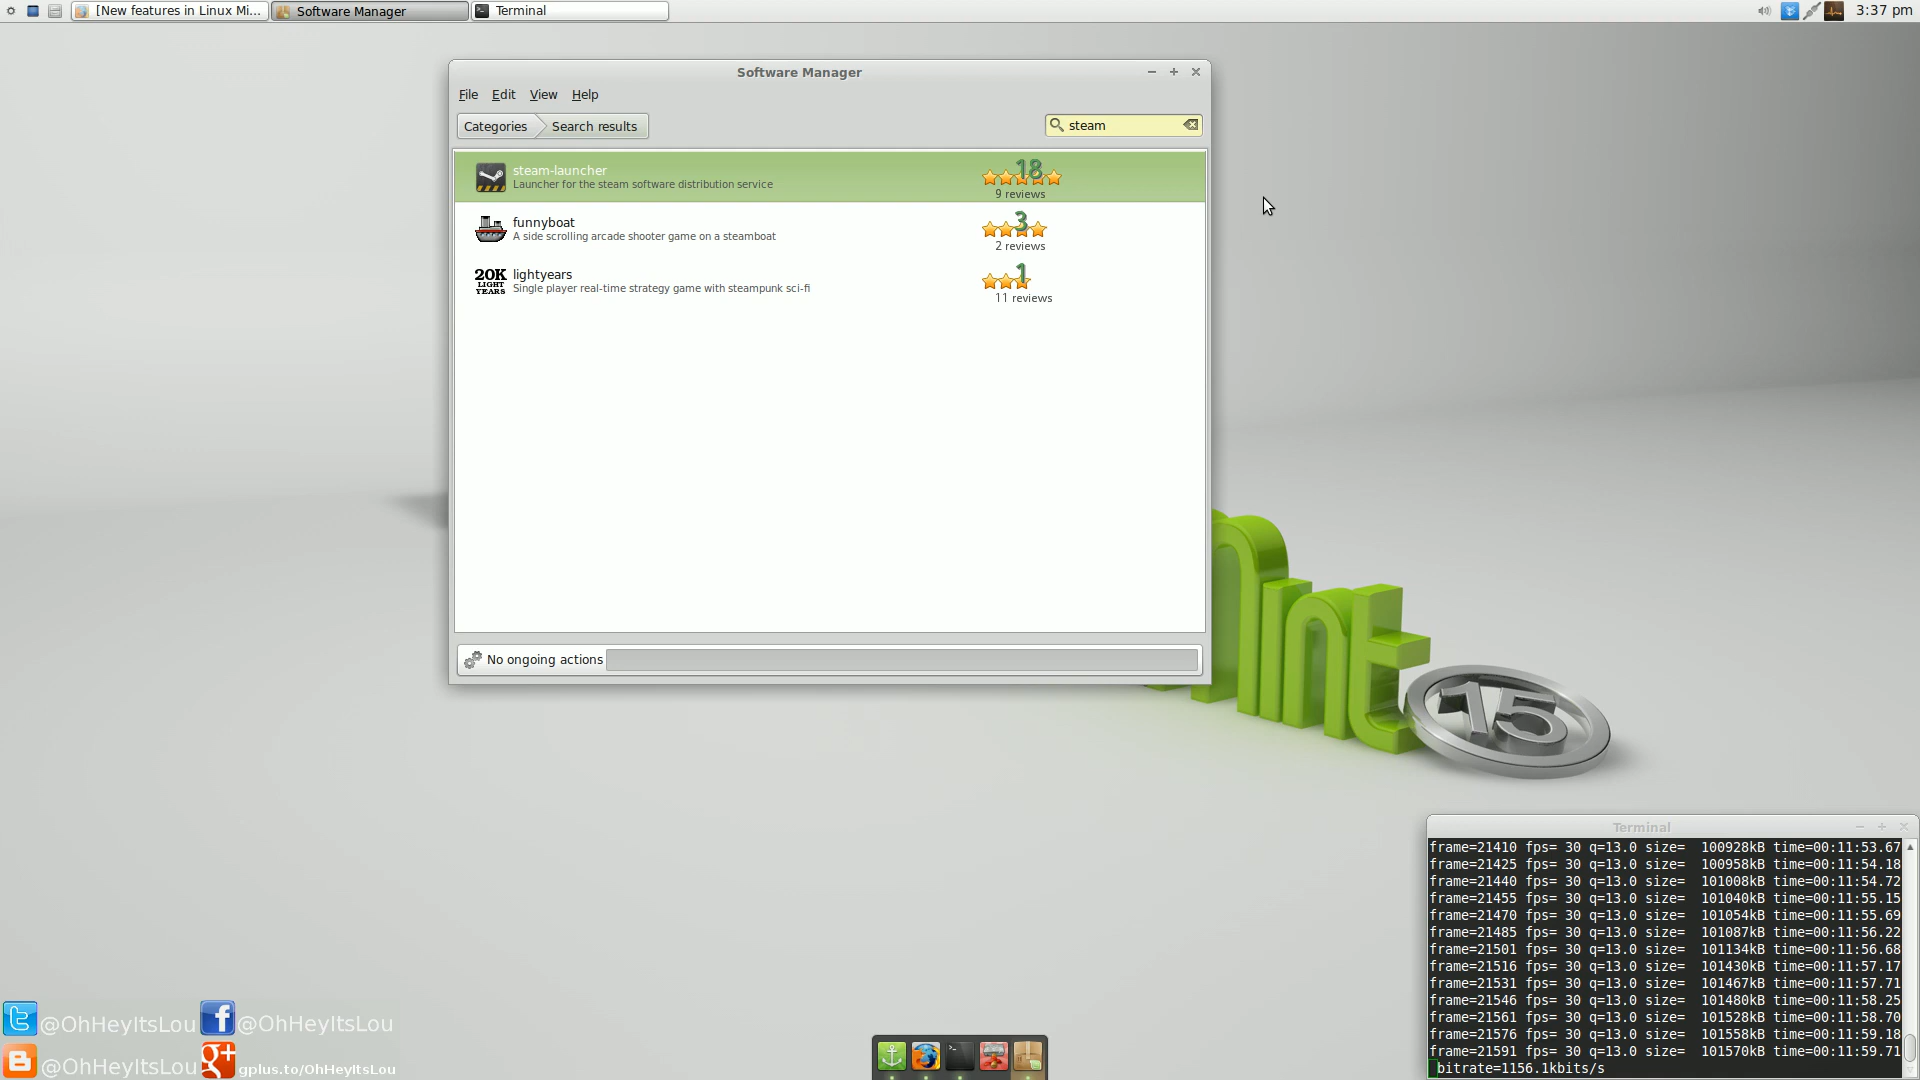 [New features in Linux Mi...
Software Manager
Terminal
3:37 pm
Software Manager
File Edit View Help
Categories
Search results
steam
steam-launcher
Launcher for the steam software distribution service
18
9 reviews
funnyboat
A side scrolling arcade shooter game on a steamboat
3
2 reviews
20K
LIGHT
YEARS
lightyears
Single player real-time strategy game with steampunk sci-fi
1
11 reviews
No ongoing actions
15
Terminal
frame=21410 fps= 30 q=13.0 size=  100928kB time=00:11:53.67
frame=21425 fps= 30 q=13.0 size=  100958kB time=00:11:54.18
frame=21440 fps= 30 q=13.0 size=  101008kB time=00:11:54.72
frame=21455 fps= 30 q=13.0 size=  101040kB time=00:11:55.15
frame=21470 fps= 30 q=13.0 size=  101054kB time=00:11:55.69
frame=21485 fps= 30 q=13.0 size=  101087kB time=00:11:56.22
frame=21501 fps= 30 q=13.0 size=  101134kB time=00:11:56.68
frame=21516 fps= 30 q=13.0 size=  101430kB time=00:11:57.17
frame=21531 fps= 30 q=13.0 size=  101467kB time=00:11:57.71
frame=21546 fps= 30 q=13.0 size=  101480kB time=00:11:58.25
frame=21561 fps= 30 q=13.0 size=  101528kB time=00:11:58.70
frame=21576 fps= 30 q=13.0 size=  101558kB time=00:11:59.18
frame=21591 fps= 30 q=13.0 size=  101570kB time=00:11:59.71
bitrate=1156.1kbits/s
@OhHeyItsLou
@OhHeyItsLou
@OhHeyItsLou
gplus.to/OhHeyItsLou